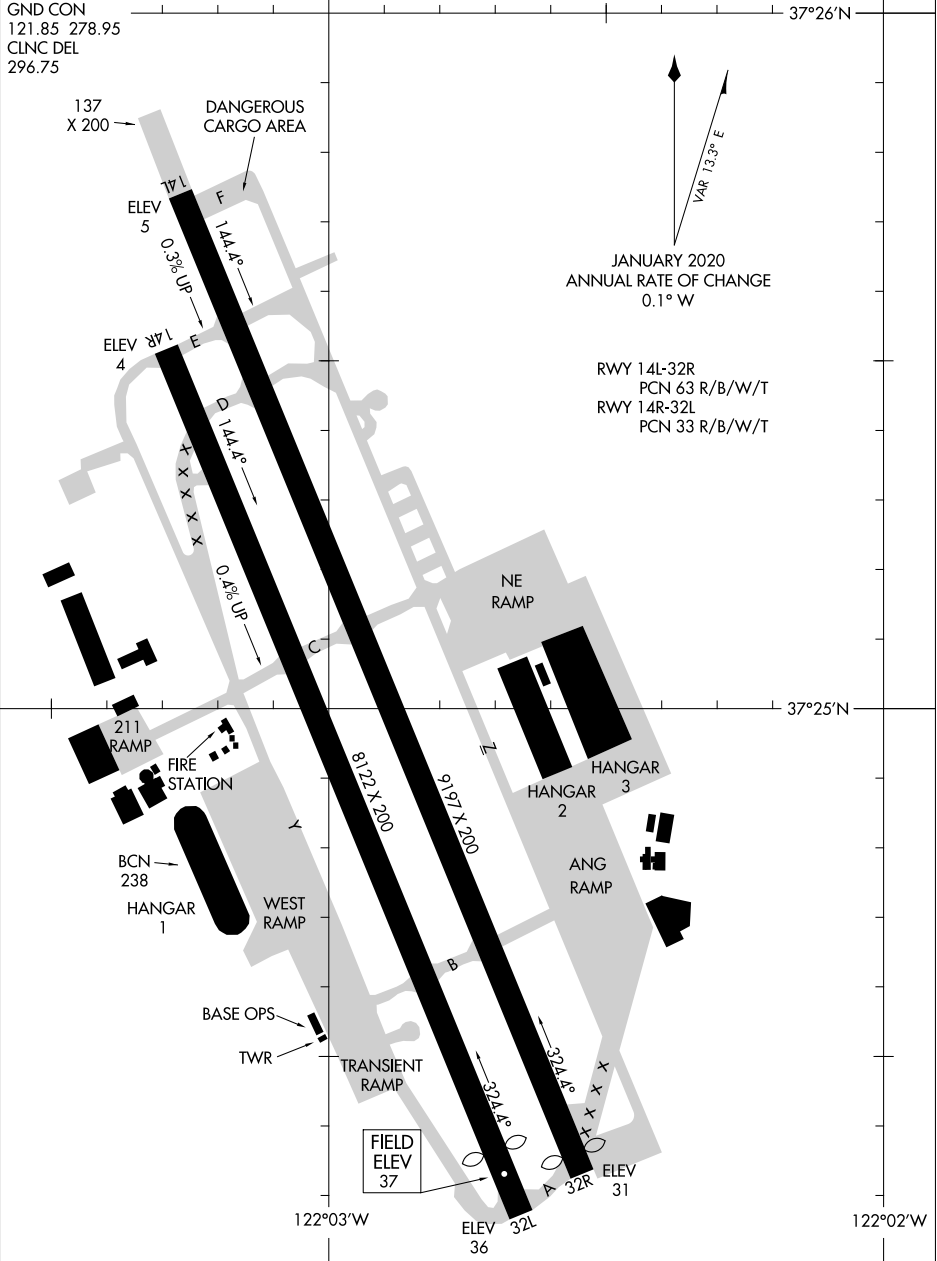 GND CON
121.85 278.95
CLNC DEL
296.75
37°26'N
137
X 200
DANGEROUS
CARGO AREA
VAR 13.3° E
14L
F
ELEV
5
144.4°
0.3% UP
JANUARY 2020
ANNUAL RATE OF CHANGE
0.1° W
14R
E
ELEV
4
RWY 14L-32R
PCN 63 R/B/W/T
RWY 14R-32L
PCN 33 R/B/W/T
D
144.4°
X
X
X
X
X
0.4% UP
NE
RAMP
C
37°25'N
211
RAMP
FIRE
STATION
Z
8122 X 200
9197 X 200
HANGAR
3
HANGAR
2
Y
BCN
238
HANGAR
1
WEST
RAMP
ANG
RAMP
B
BASE OPS
TWR
TRANSIENT
RAMP
324.4°
324.4°
X
X
X
X
FIELD
ELEV
37
A
32R
ELEV
31
32L
ELEV
36
122°03'W
122°02'W